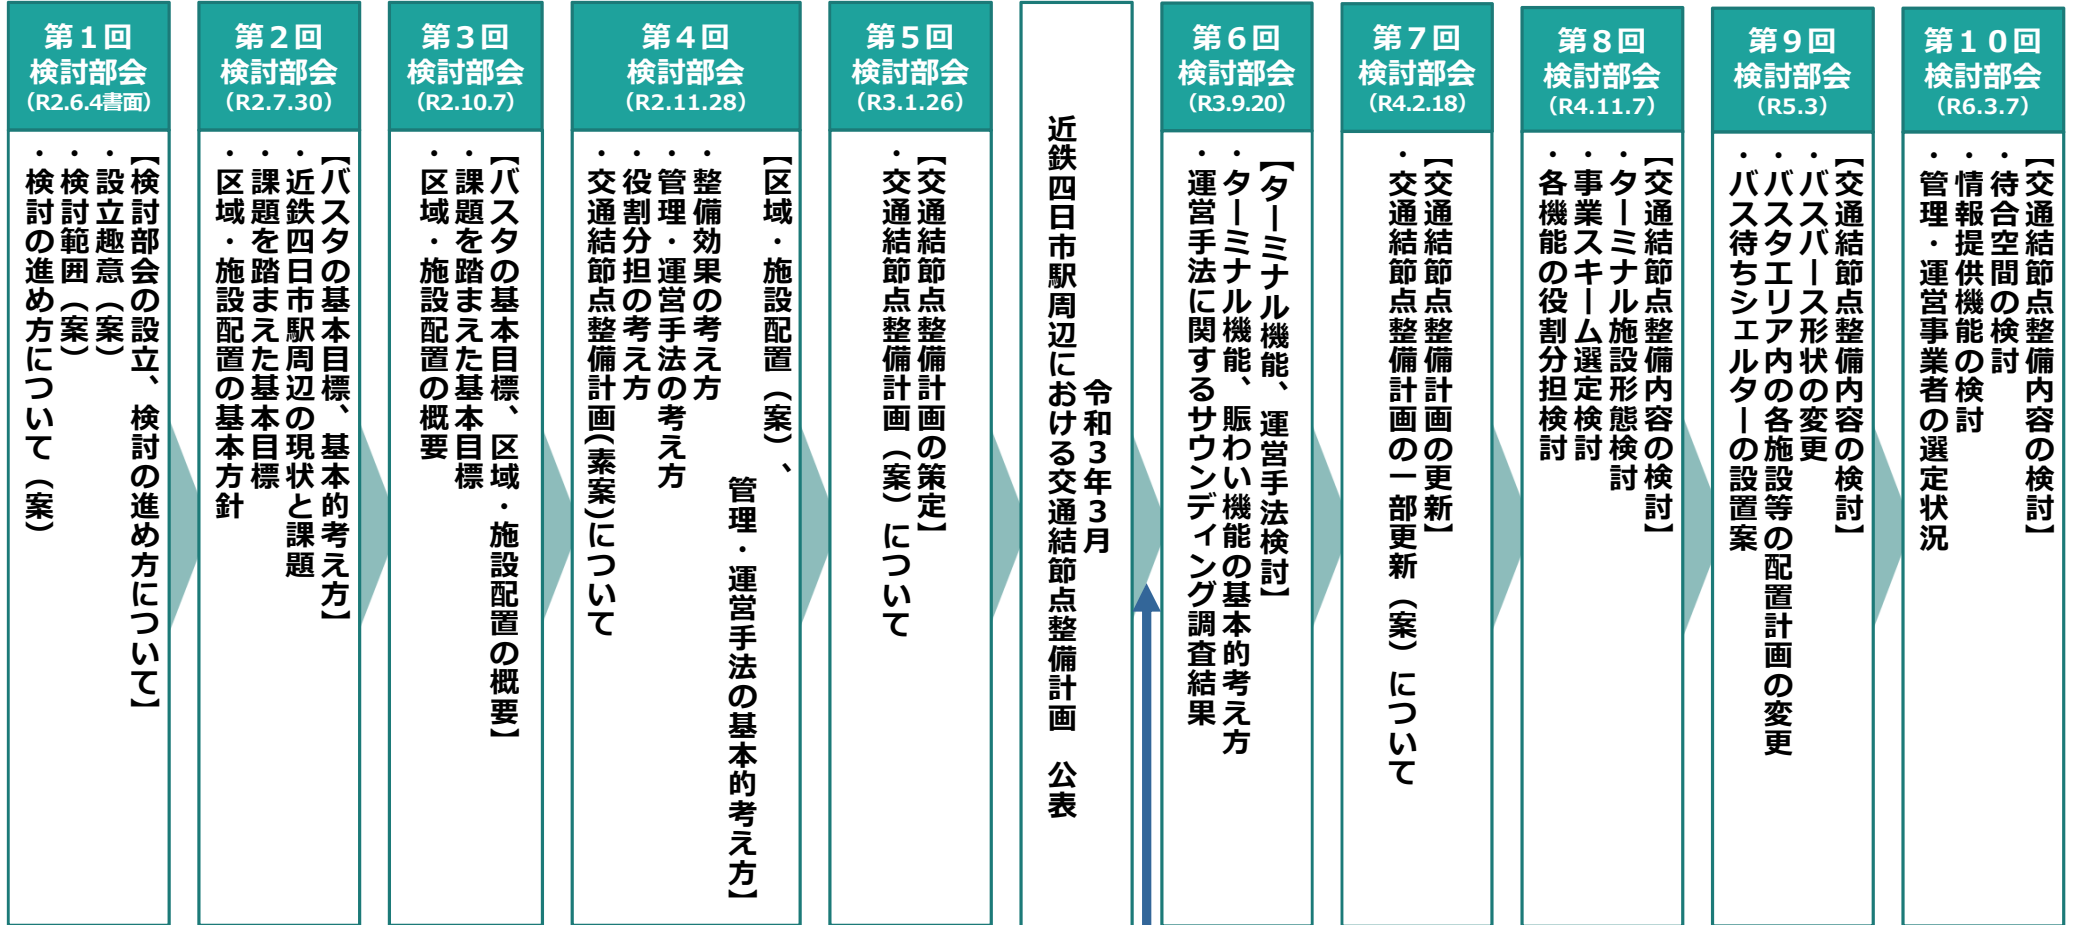 第１回
検討部会
（R2.6.4書面）
【検討部会の設立、検討の進め方について】
・設立趣意（案）
・検討範囲（案）
・検討の進め方について（案）
第２回
検討部会
（R2.7.30）
【バスタの基本目標、基本的考え方】
・近鉄四日市駅周辺の現状と課題
・課題を踏まえた基本目標
・区域・施設配置の基本方針
第３回
検討部会
（R2.10.7）
【バスタの基本目標、区域・施設配置の概要】
・課題を踏まえた基本目標
・区域・施設配置の概要
第４回
検討部会
（R2.11.28）
【区域・施設配置（案）、
管理・運営手法の基本的考え方】
・整備効果の考え方
・管理・運営手法の考え方
・役割分担の考え方
・交通結節点整備計画(素案)について
第５回
検討部会
（R3.1.26）
【交通結節点整備計画の策定】
・交通結節点整備計画（案）について
令和３年３月
近鉄四日市駅周辺における交通結節点整備計画　公表
第６回
検討部会
（R3.9.20）
【ターミナル機能、運営手法検討】
・ターミナル機能、賑わい機能の基本的考え方
・運営手法に関するサウンディング調査結果
第７回
検討部会
（R4.2.18）
【交通結節点整備計画の更新】
・交通結節点整備計画の一部更新（案）について
第８回
検討部会
（R4.11.7）
【交通結節点整備内容の検討】
・ターミナル施設形態検討
・事業スキーム選定検討
・各機能の役割分担検討
第９回
検討部会
（R5.3）
【交通結節点整備内容の検討】
・バスバース形状の変更
・バスタエリア内の各施設等の配置計画の変更
・バス待ちシェルターの設置案
第１０回
検討部会
（R6.3.7）
【交通結節点整備内容の検討】
・待合空間の検討
・情報提供機能の検討
・管理・運営事業者の選定状況